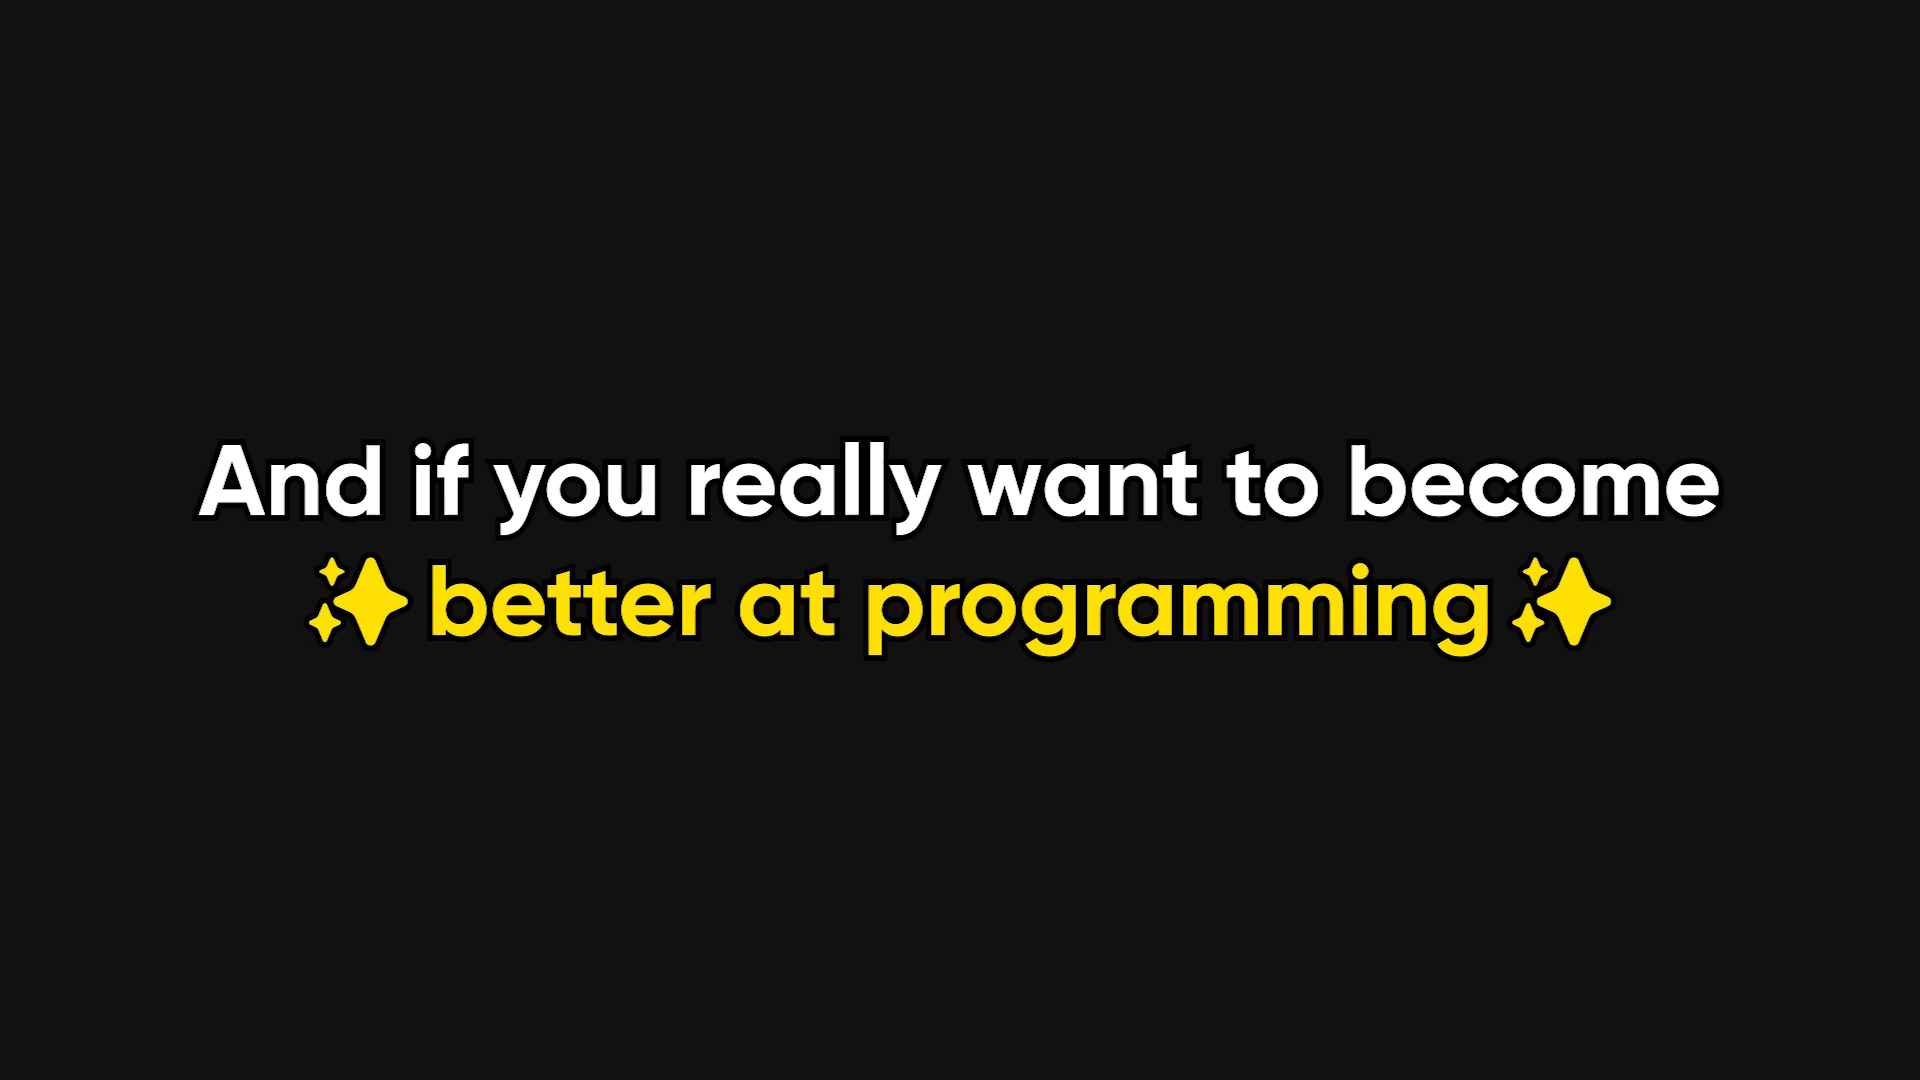 And if you really want to become
✨ better at programming ✨